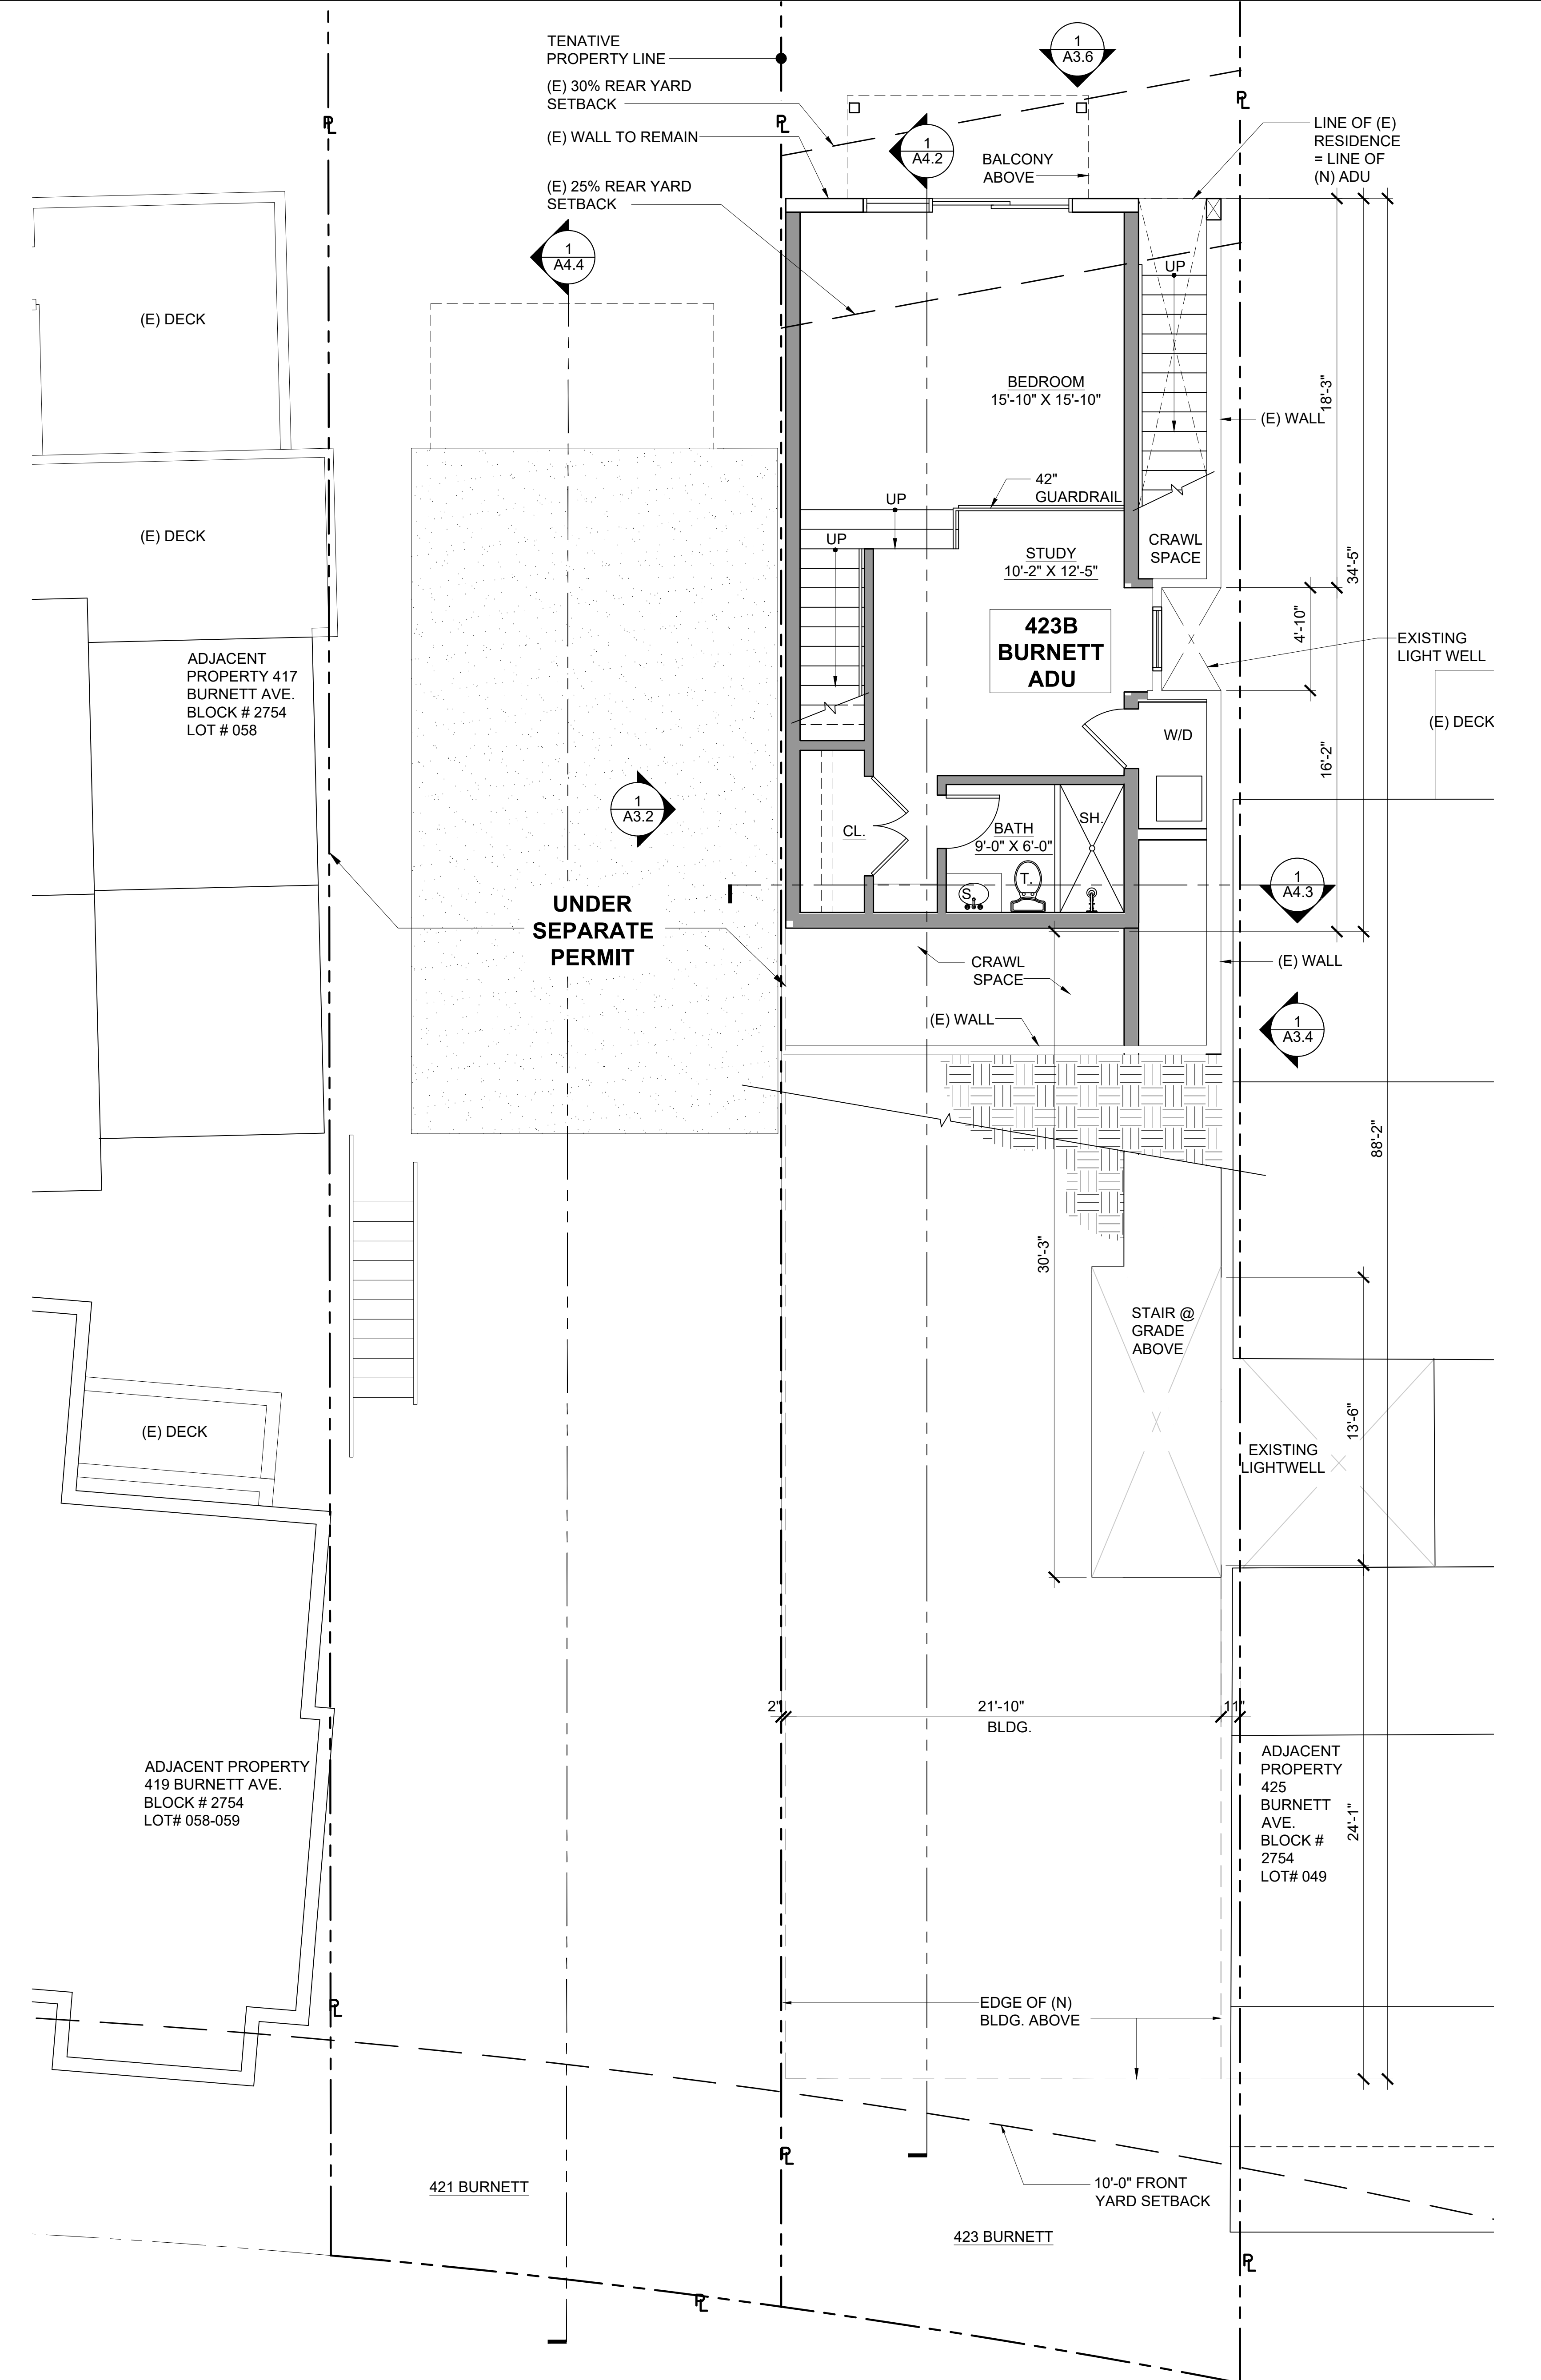 TENATIVE
PROPERTY LINE
(E) 30% REAR YARD
SETBACK
(E) WALL TO REMAIN
(E) 25% REAR YARD
SETBACK
1
A3.6
1
A4.2
BALCONY
ABOVE
LINE OF (E)
RESIDENCE
= LINE OF
(N) ADU
PL
PL
PL
1
A4.4
(E) DECK
UP
BEDROOM
15'-10" X 15'-10"
18'-3"
(E) WALL
42"
GUARDRAIL
UP
UP
(E) DECK
STUDY
10'-2" X 12'-5"
CRAWL
SPACE
34'-5"
423B
BURNETT
ADU
4'-10"
EXISTING
LIGHT WELL
ADJACENT
PROPERTY 417
BURNETT AVE.
BLOCK # 2754
LOT # 058
(E) DECK
W/D
16'-2"
1
A3.2
CL.
BATH
9'-0" X 6'-0"
SH.
S.
T.
1
A4.3
UNDER
SEPARATE
PERMIT
CRAWL
SPACE
(E) WALL
(E) WALL
1
A3.4
88'-2"
30'-3"
STAIR @
GRADE
ABOVE
13'-6"
(E) DECK
EXISTING
LIGHTWELL
2"
21'-10"
BLDG.
11"
ADJACENT PROPERTY
419 BURNETT AVE.
BLOCK # 2754
LOT# 058-059
ADJACENT
PROPERTY
425
BURNETT
AVE.
BLOCK #
2754
LOT# 049
24'-1"
PL
EDGE OF (N)
BLDG. ABOVE
PL
421 BURNETT
10'-0" FRONT
YARD SETBACK
423 BURNETT
PL
PL